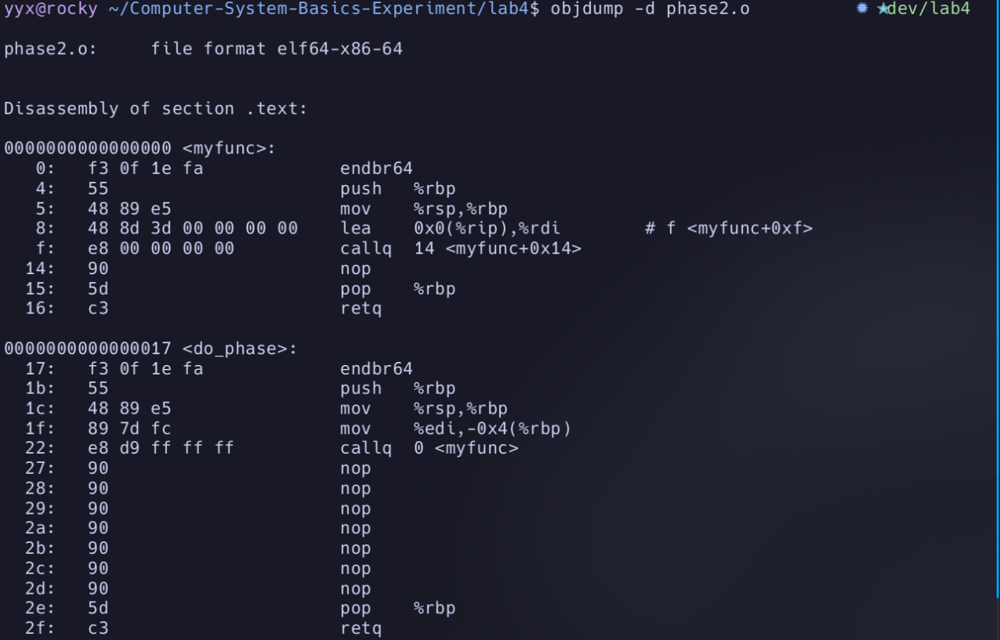 yyx@rocky ~/Computer-System-Basics-Experiment/lab4$ objdump -d phase2.o          ✹ ★dev/lab4

phase2.o:     file format elf64-x86-64


Disassembly of section .text:

0000000000000000 <myfunc>:
   0:   f3 0f 1e fa             endbr64
   4:   55                      push   %rbp
   5:   48 89 e5                mov    %rsp,%rbp
   8:   48 8d 3d 00 00 00 00    lea    0x0(%rip),%rdi        # f <myfunc+0xf>
   f:   e8 00 00 00 00          callq  14 <myfunc+0x14>
  14:   90                      nop
  15:   5d                      pop    %rbp
  16:   c3                      retq

0000000000000017 <do_phase>:
  17:   f3 0f 1e fa             endbr64
  1b:   55                      push   %rbp
  1c:   48 89 e5                mov    %rsp,%rbp
  1f:   89 7d fc                mov    %edi,-0x4(%rbp)
  22:   e8 d9 ff ff ff          callq  0 <myfunc>
  27:   90                      nop
  28:   90                      nop
  29:   90                      nop
  2a:   90                      nop
  2b:   90                      nop
  2c:   90                      nop
  2d:   90                      nop
  2e:   5d                      pop    %rbp
  2f:   c3                      retq